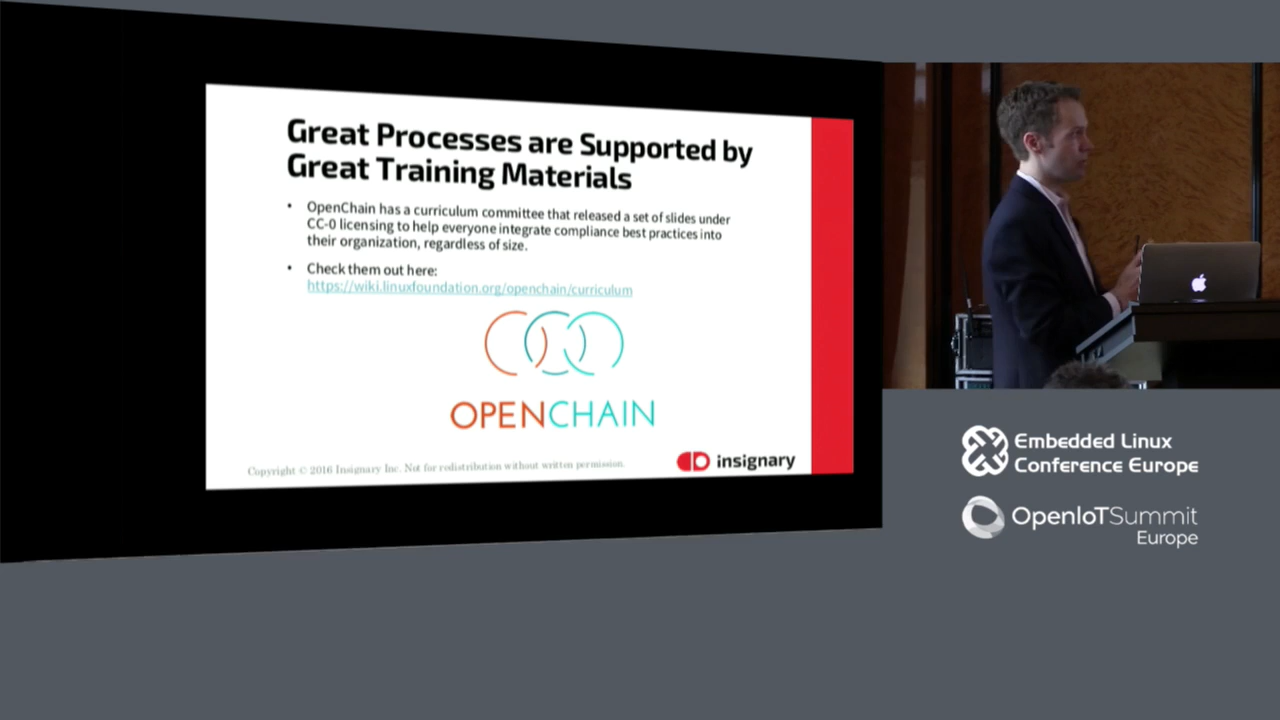 Great Processes are Supported by
Great Training Materials
• OpenChain has a curriculum committee that released a set of slides under
CC-0 licensing to help everyone integrate compliance best practices into
their organization, regardless of size.
• Check them out here:
https://wiki.linuxfoundation.org/openchain/curriculum
OPENCHAIN
Copyright © 2016 Insignary Inc. Not for redistribution without written permission.
insignary
Embedded Linux
Conference Europe
OpenIoTSummit
Europe